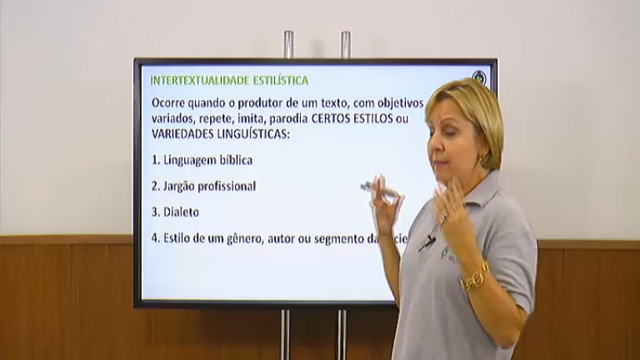 INTERTEXTUALIDADE ESTILÍSTICA
Ocorre quando o produtor de um texto, com objetivos
variados, repete, imita, parodia CERTOS ESTILOS ou
VARIEDADES LINGUÍSTICAS:
1. Linguagem bíblica
2. Jargão profissional
3. Dialeto
4. Estilo de um gênero, autor ou segmento da